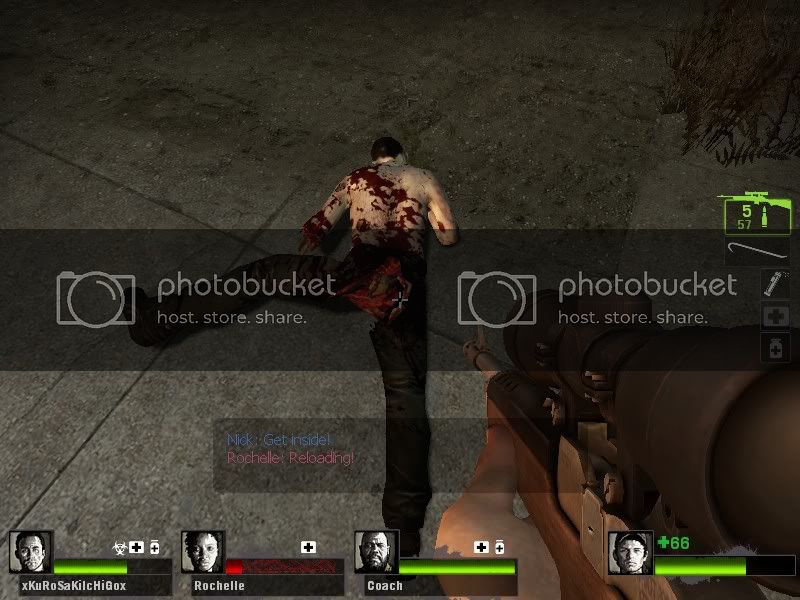 5
57
photobucket
host. store. share.
photobucket
host. store. share.
Nick: Get inside!
Rochelle: Reloading!
+66
xKuRoSaKiIcHiGox
Rochelle
Coach